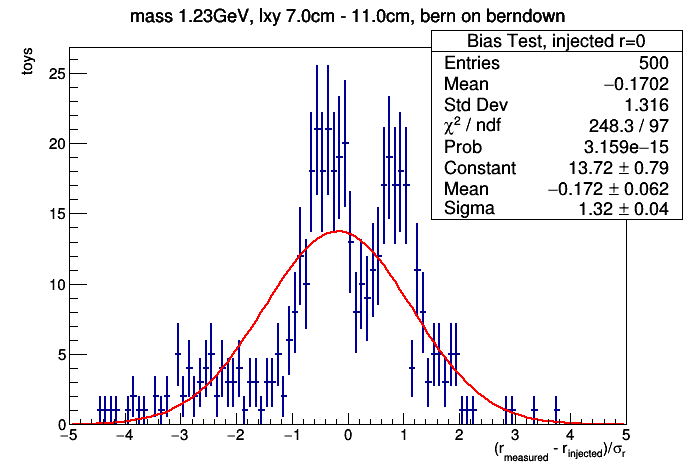 mass 1.23GeV, lxy 7.0cm - 11.0cm, bern on berndown
toys
Bias Test, injected r=0
Entries 500
Mean −0.1702
Std Dev 1.316
χ² / ndf 248.3 / 97
Prob 3.159e−15
Constant 13.72 ± 0.79
Mean −0.172 ± 0.062
Sigma 1.32 ± 0.04
25
20
15
10
5
0
−5 −4 −3 −2 −1 0 1 2 3 4 5
(r_measured - r_injected)/σ_r